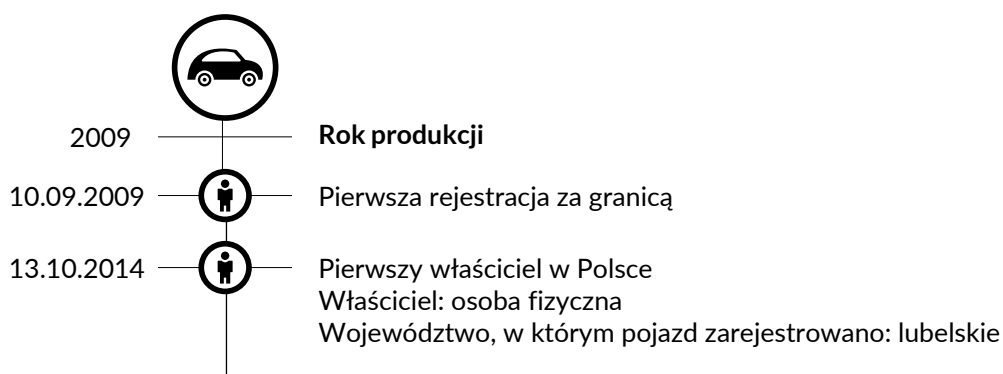 2009 Rok produkcji
10.09.2009 Pierwsza rejestracja za granicą
13.10.2014 Pierwszy właściciel w Polsce
Właściciel: osoba fizyczna
Województwo, w którym pojazd zarejestrowano: lubelskie